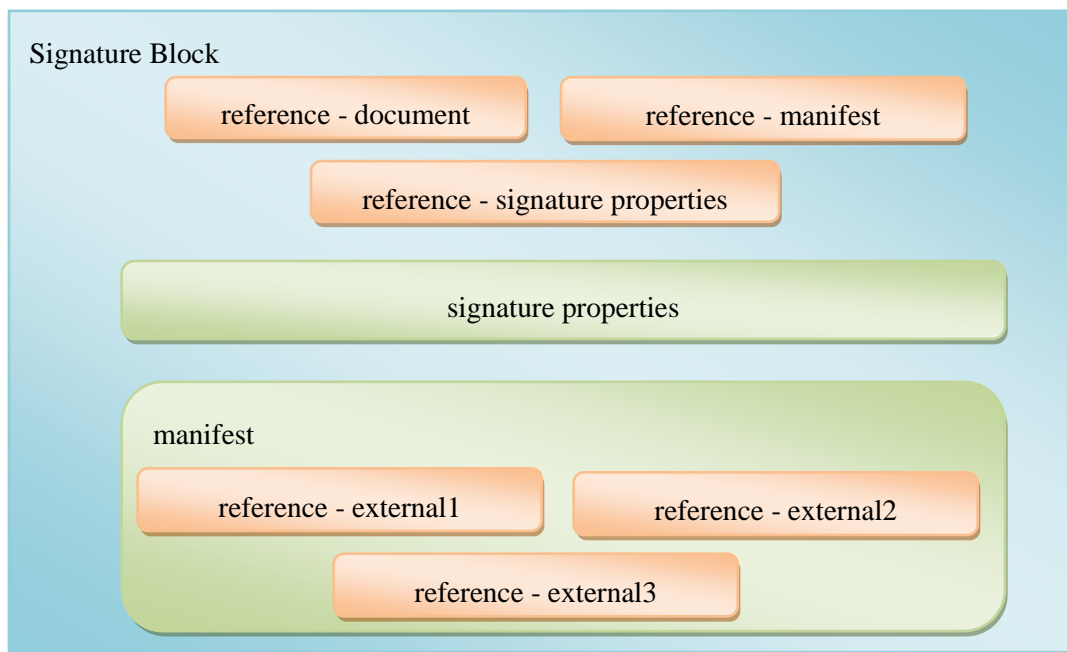 Signature Block
reference - document
reference - manifest
reference - signature properties
signature properties
manifest
reference - external1
reference - external2
reference - external3